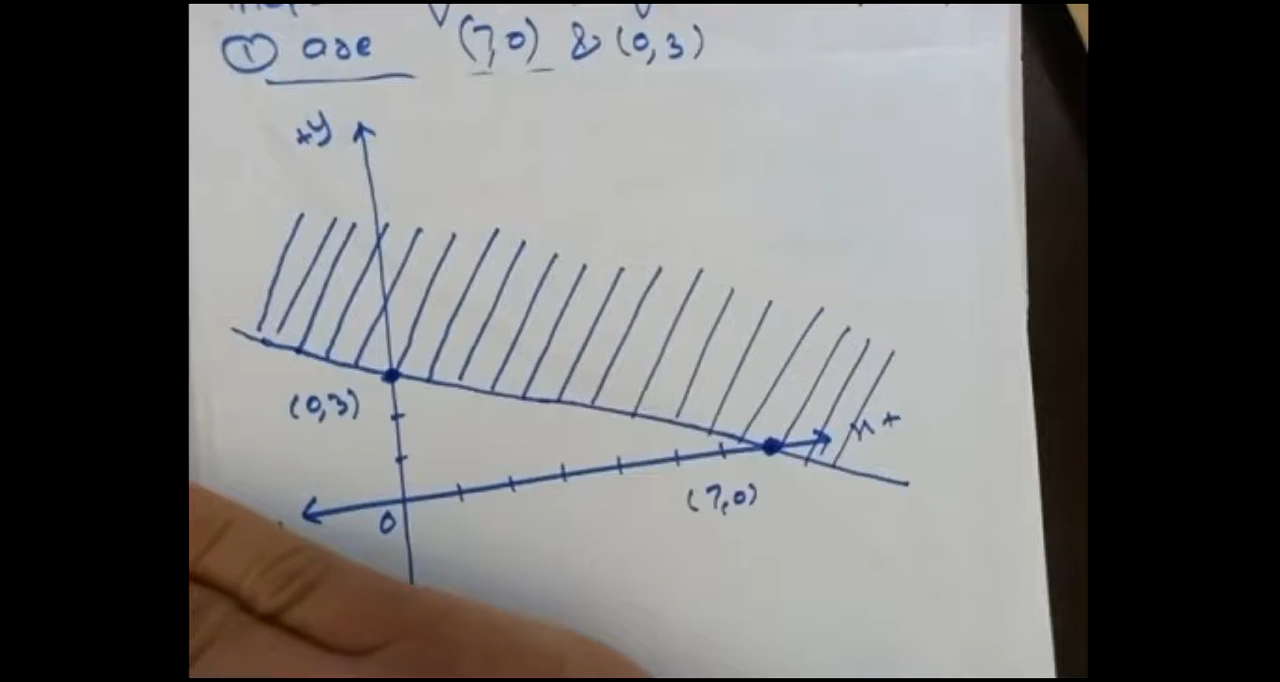 ① are (7,0) & (0,3)
+y
x+
(0,3)
(7,0)
0